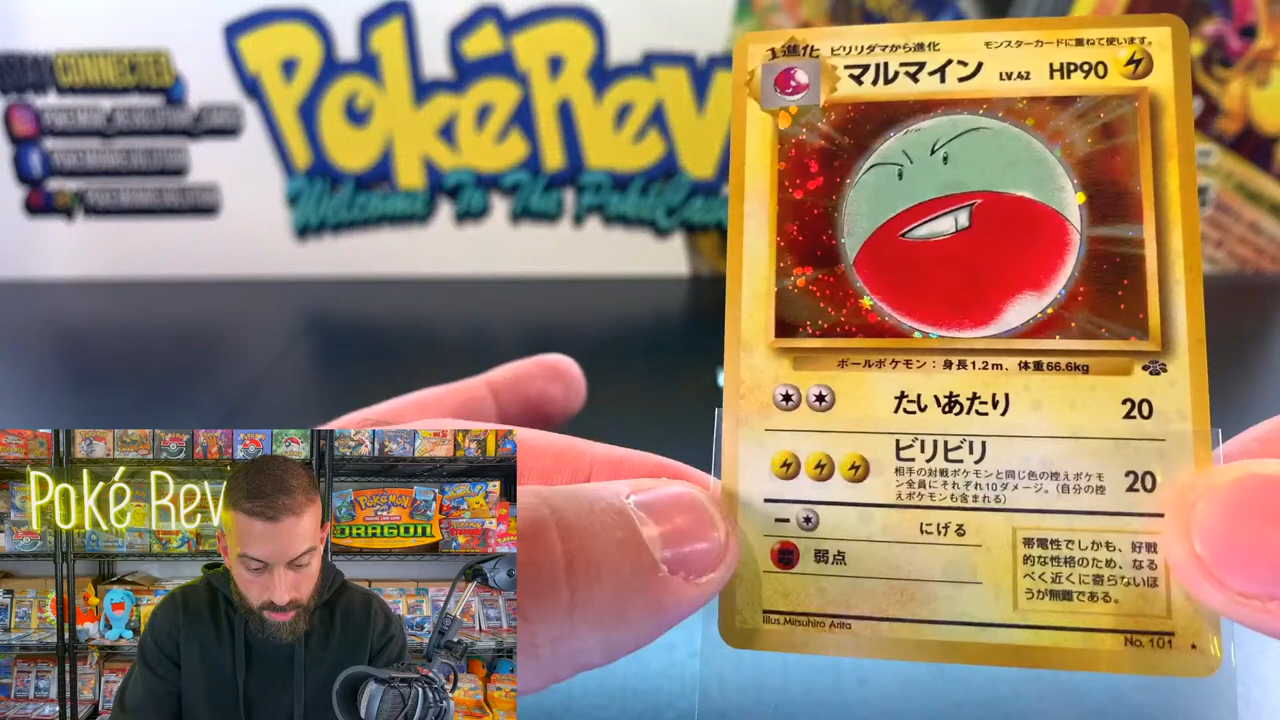 STAY CONNECTED
PokéRev
Welcome To The PokéCave
Poké Rev
POKÉMON
DRAGON
1進化
ビリリダマから進化
モンスターカードに重ねて使います。
マルマイン LV.42 HP90
ボールポケモン：身長1.2m、体重66.6kg
たいあたり 20
ビリビリ 20
相手の対戦ポケモンと同じ色の控えポケモ
ン全員にそれぞれ10ダメージ。（自分の控
えポケモンも含まれる）
にげる
弱点
帯電性でしかも、好戦
的な性格のため、なる
べく近くに寄らないほ
うが無難である。
Illus.Mitsuhiro Arita
No. 101